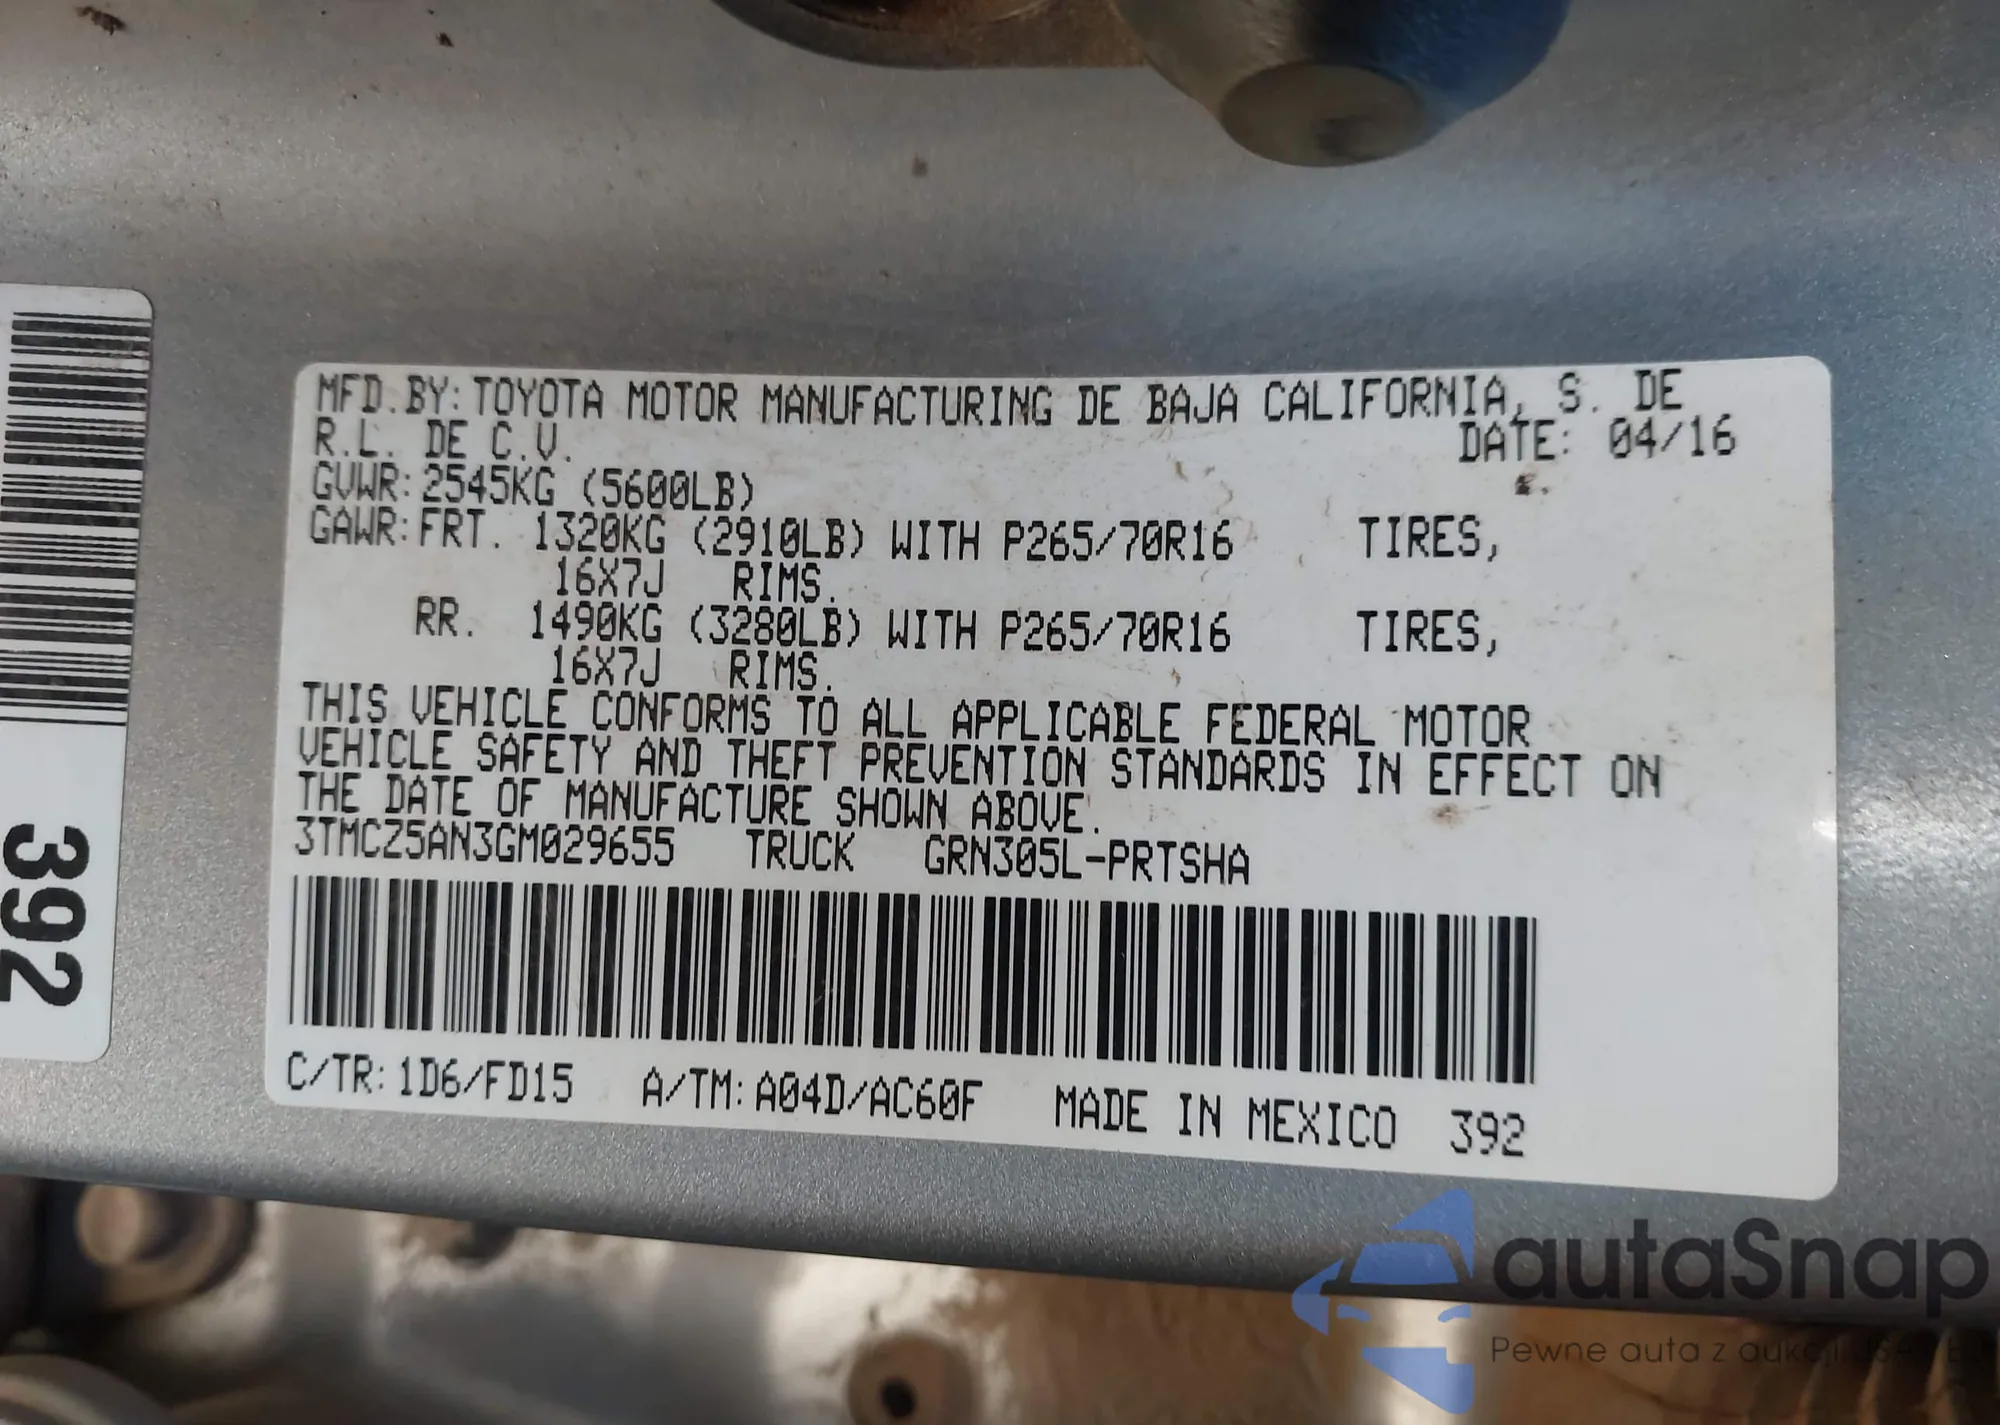 MFD.BY: TOYOTA MOTOR MANUFACTURING DE BAJA CALIFORNIA, S. DE
R.L. DE C.V. DATE: 04/16
GVWR: 2545KG (5600LB)
GAWR: FRT. 1320KG (2910LB) WITH P265/70R16 TIRES,
16X7J RIMS.
RR. 1490KG (3280LB) WITH P265/70R16 TIRES,
16X7J RIMS.
THIS VEHICLE CONFORMS TO ALL APPLICABLE FEDERAL MOTOR
VEHICLE SAFETY AND THEFT PREVENTION STANDARDS IN EFFECT ON
THE DATE OF MANUFACTURE SHOWN ABOVE.
3TMCZ5AN3GM029655 TRUCK GRN305L-PRTSHA
C/TR: 1D6/FD15 A/TM: A04D/AC60F MADE IN MEXICO 392
392
autaSnap
Pewne auta z aukcji